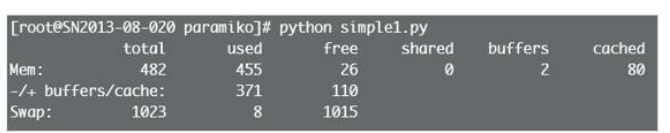 [root@SN2013-08-020 paramiko]# python simple1.py
total used free shared buffers cached
Mem: 482 455 26 0 2 80
-/+ buffers/cache: 371 110
Swap: 1023 8 1015